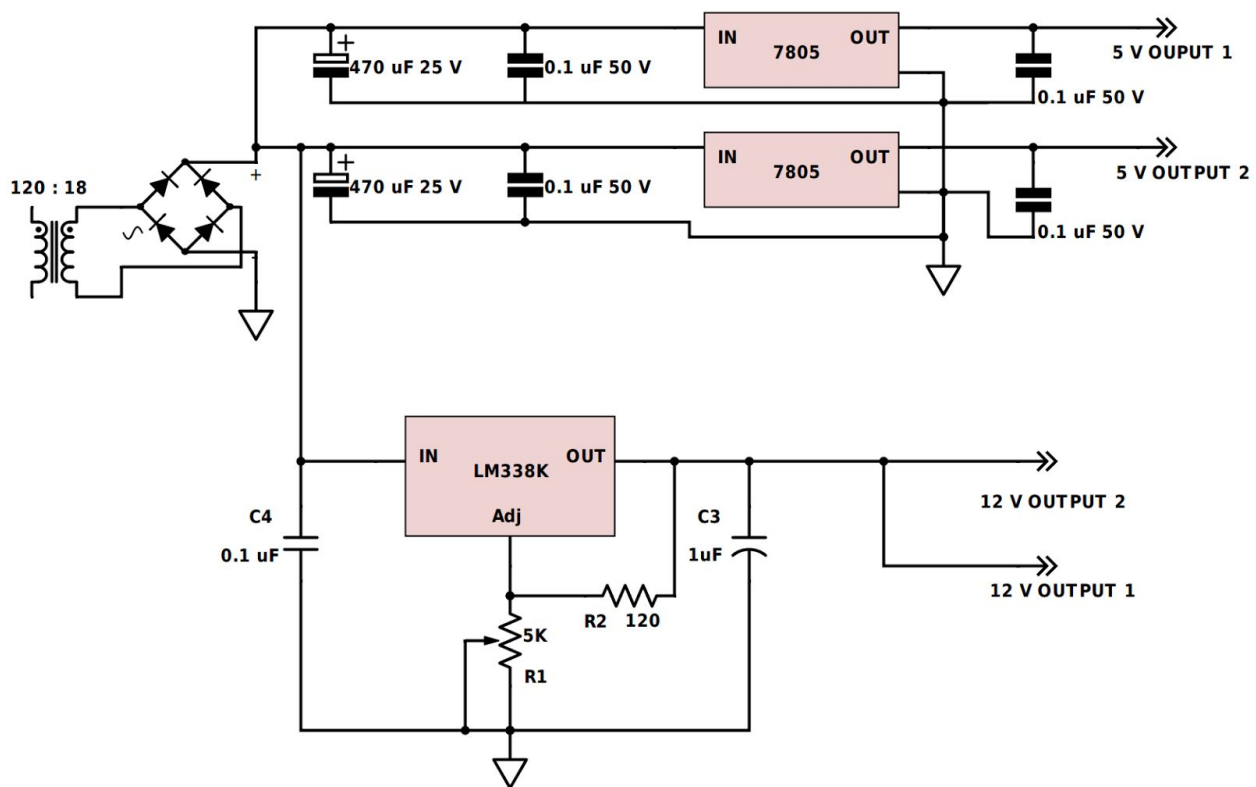 IN
7805
OUT
+
470 uF 25 V
0.1 uF 50 V
5 V OUPUT 1
0.1 uF 50 V
IN
7805
OUT
+
+
470 uF 25 V
0.1 uF 50 V
5 V OUTPUT 2
120 : 18
0.1 uF 50 V
-
IN
LM338K
OUT
Adj
12 V OUTPUT 2
C4
0.1 uF
C3
1uF
12 V OUTPUT 1
R2 120
5K
R1